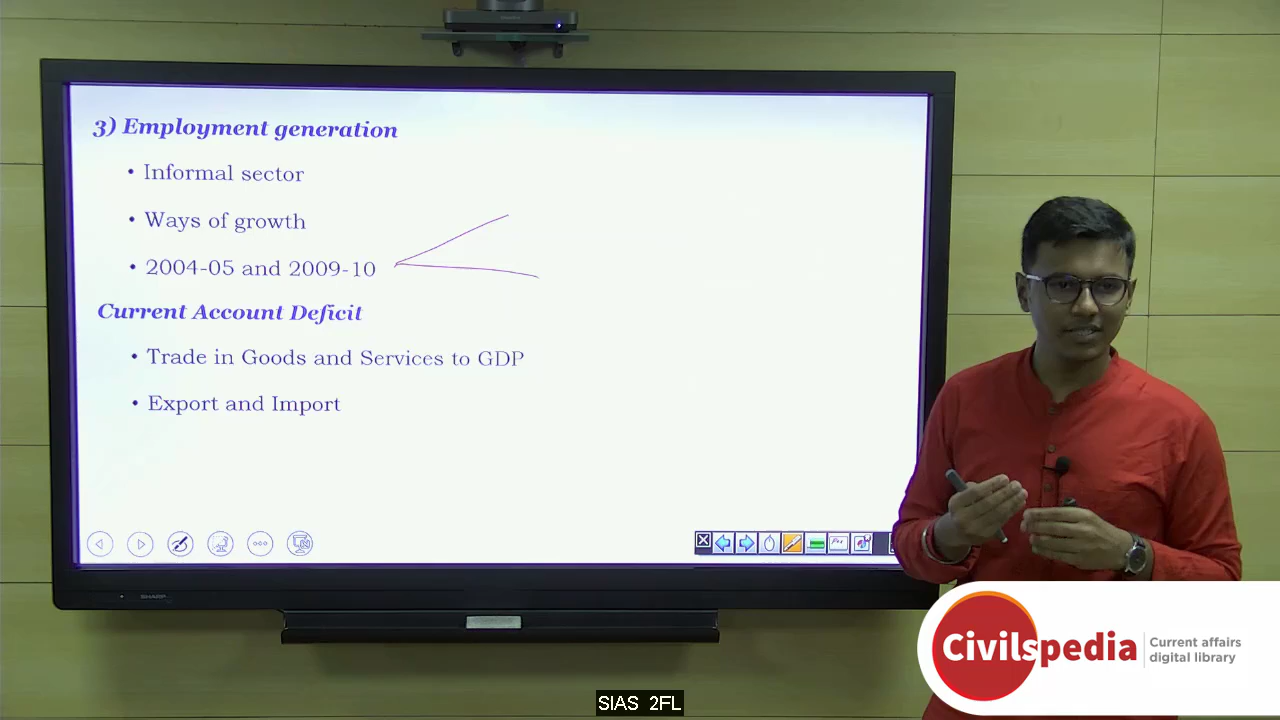 3) Employment generation
• Informal sector
• Ways of growth
• 2004-05 and 2009-10
Current Account Deficit
• Trade in Goods and Services to GDP
• Export and Import
SHARP
Civilspedia
Current affairs
digital library
SIAS 2FL